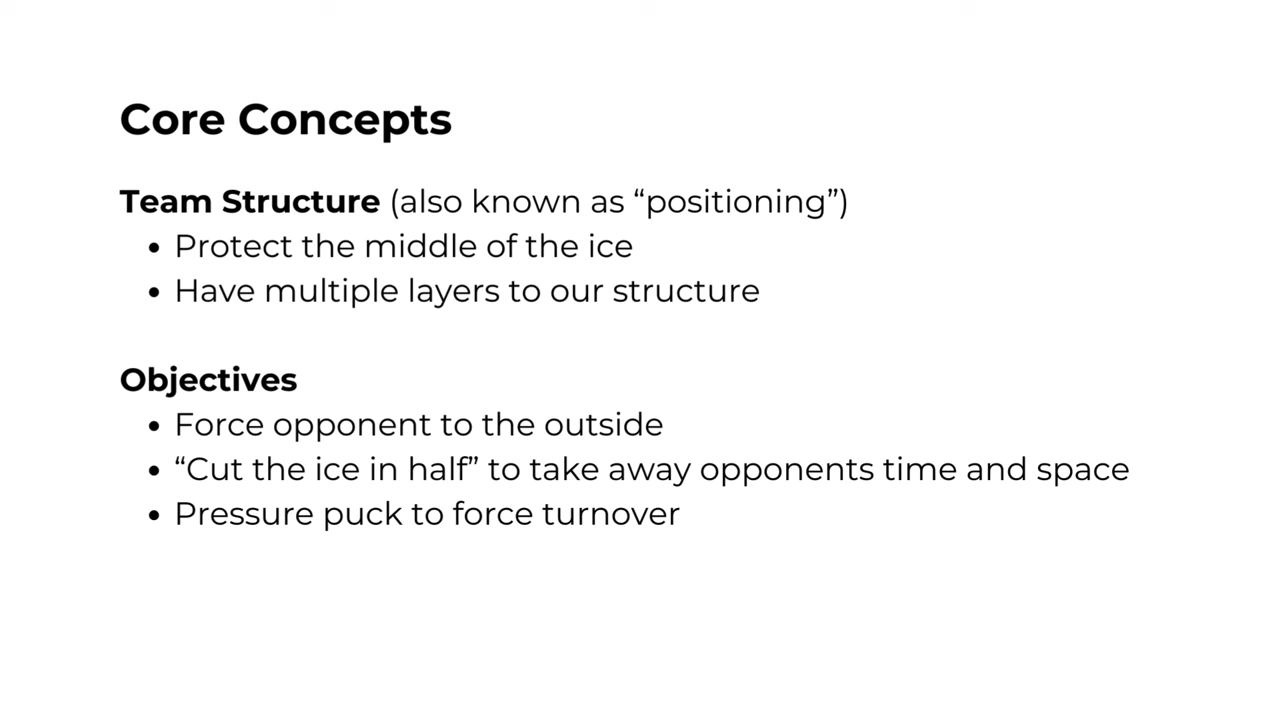 Core Concepts
Team Structure (also known as “positioning”)
• Protect the middle of the ice
• Have multiple layers to our structure
Objectives
• Force opponent to the outside
• “Cut the ice in half” to take away opponents time and space
• Pressure puck to force turnover